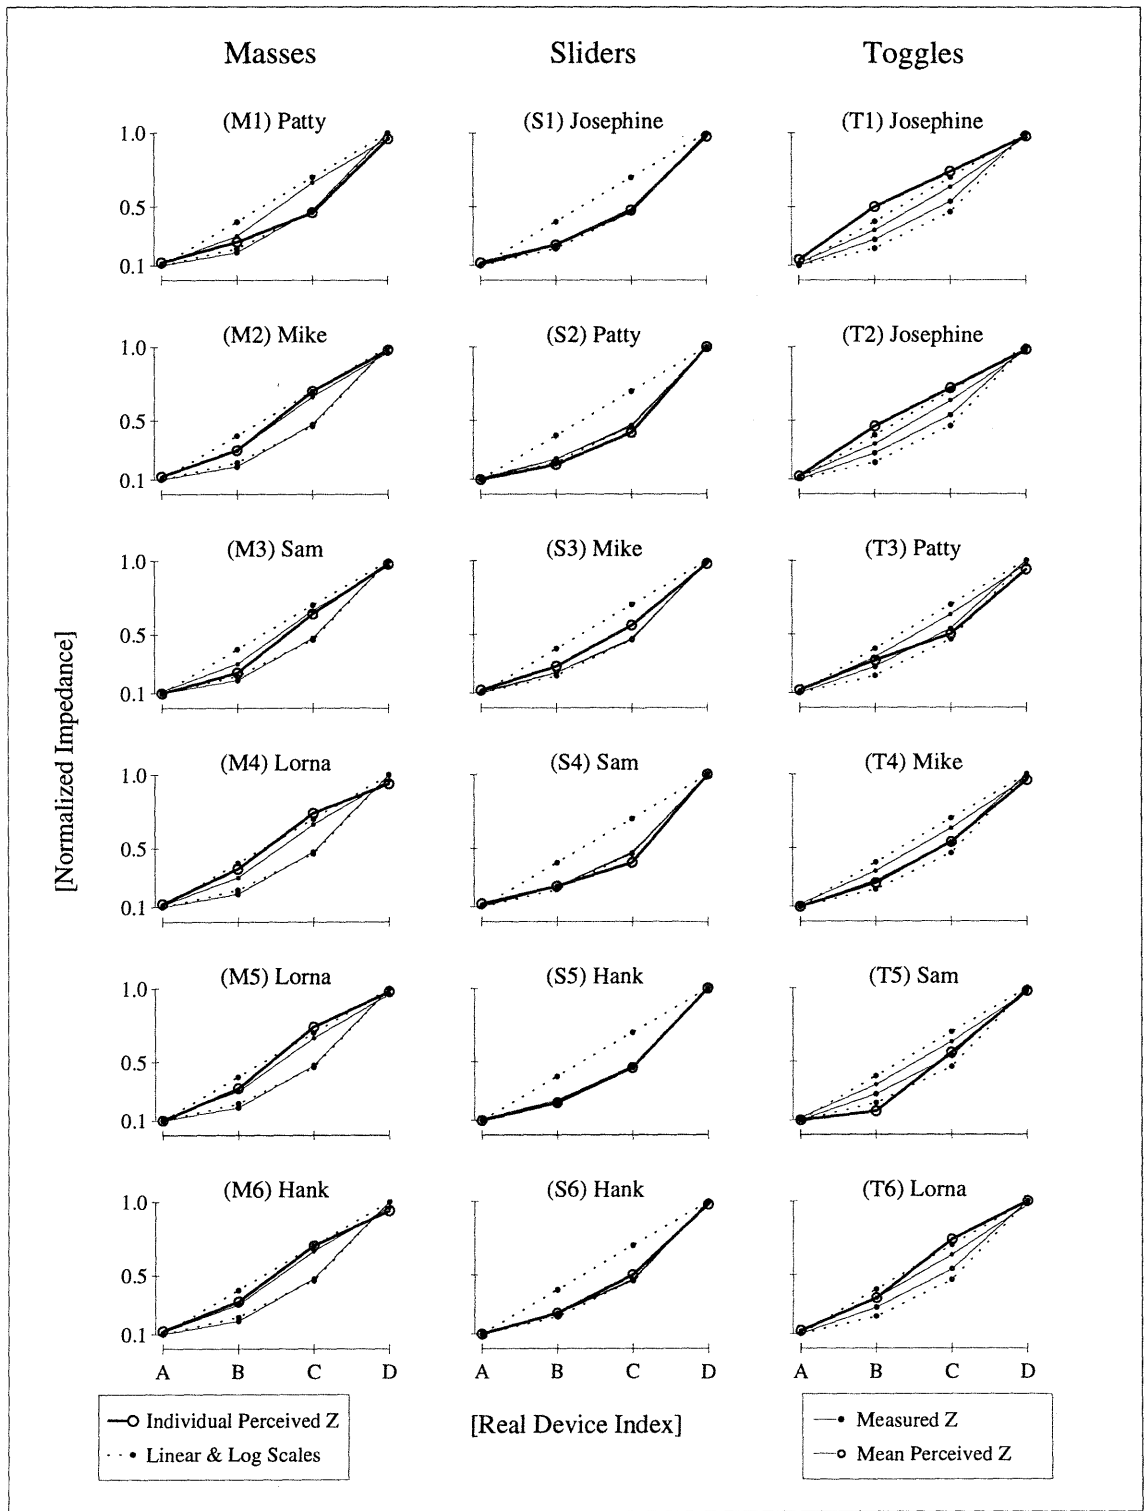 Masses Sliders Toggles
(M1) Patty (S1) Josephine (T1) Josephine
1.0
0.5
0.1
(M2) Mike (S2) Patty (T2) Josephine
1.0
0.5
0.1
(M3) Sam (S3) Mike (T3) Patty
1.0
0.5
0.1
[Normalized Impedance]
(M4) Lorna (S4) Sam (T4) Mike
1.0
0.5
0.1
(M5) Lorna (S5) Hank (T5) Sam
1.0
0.5
0.1
(M6) Hank (S6) Hank (T6) Lorna
1.0
0.5
0.1
A B C D A B C D A B C D
Individual Perceived Z
Linear & Log Scales
[Real Device Index]
Measured Z
Mean Perceived Z